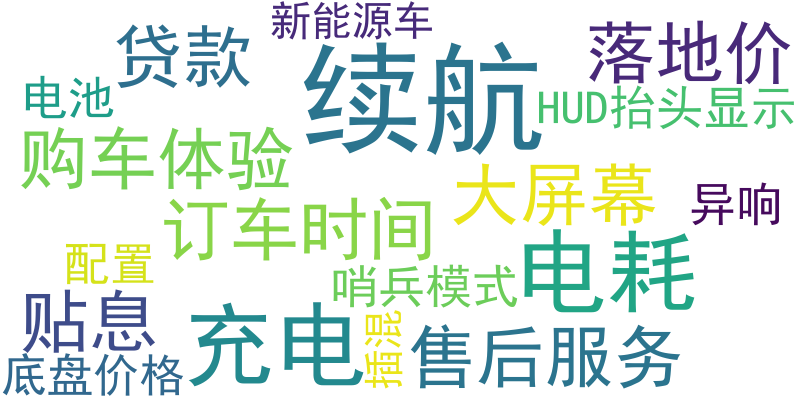 新能源车
贷款
落地价
续航
电池
HUD抬头显示
购车体验
大屏幕
异响
订车时间
电耗
配置
哨兵模式
贴息
充电
插混
售后服务
底盘价格